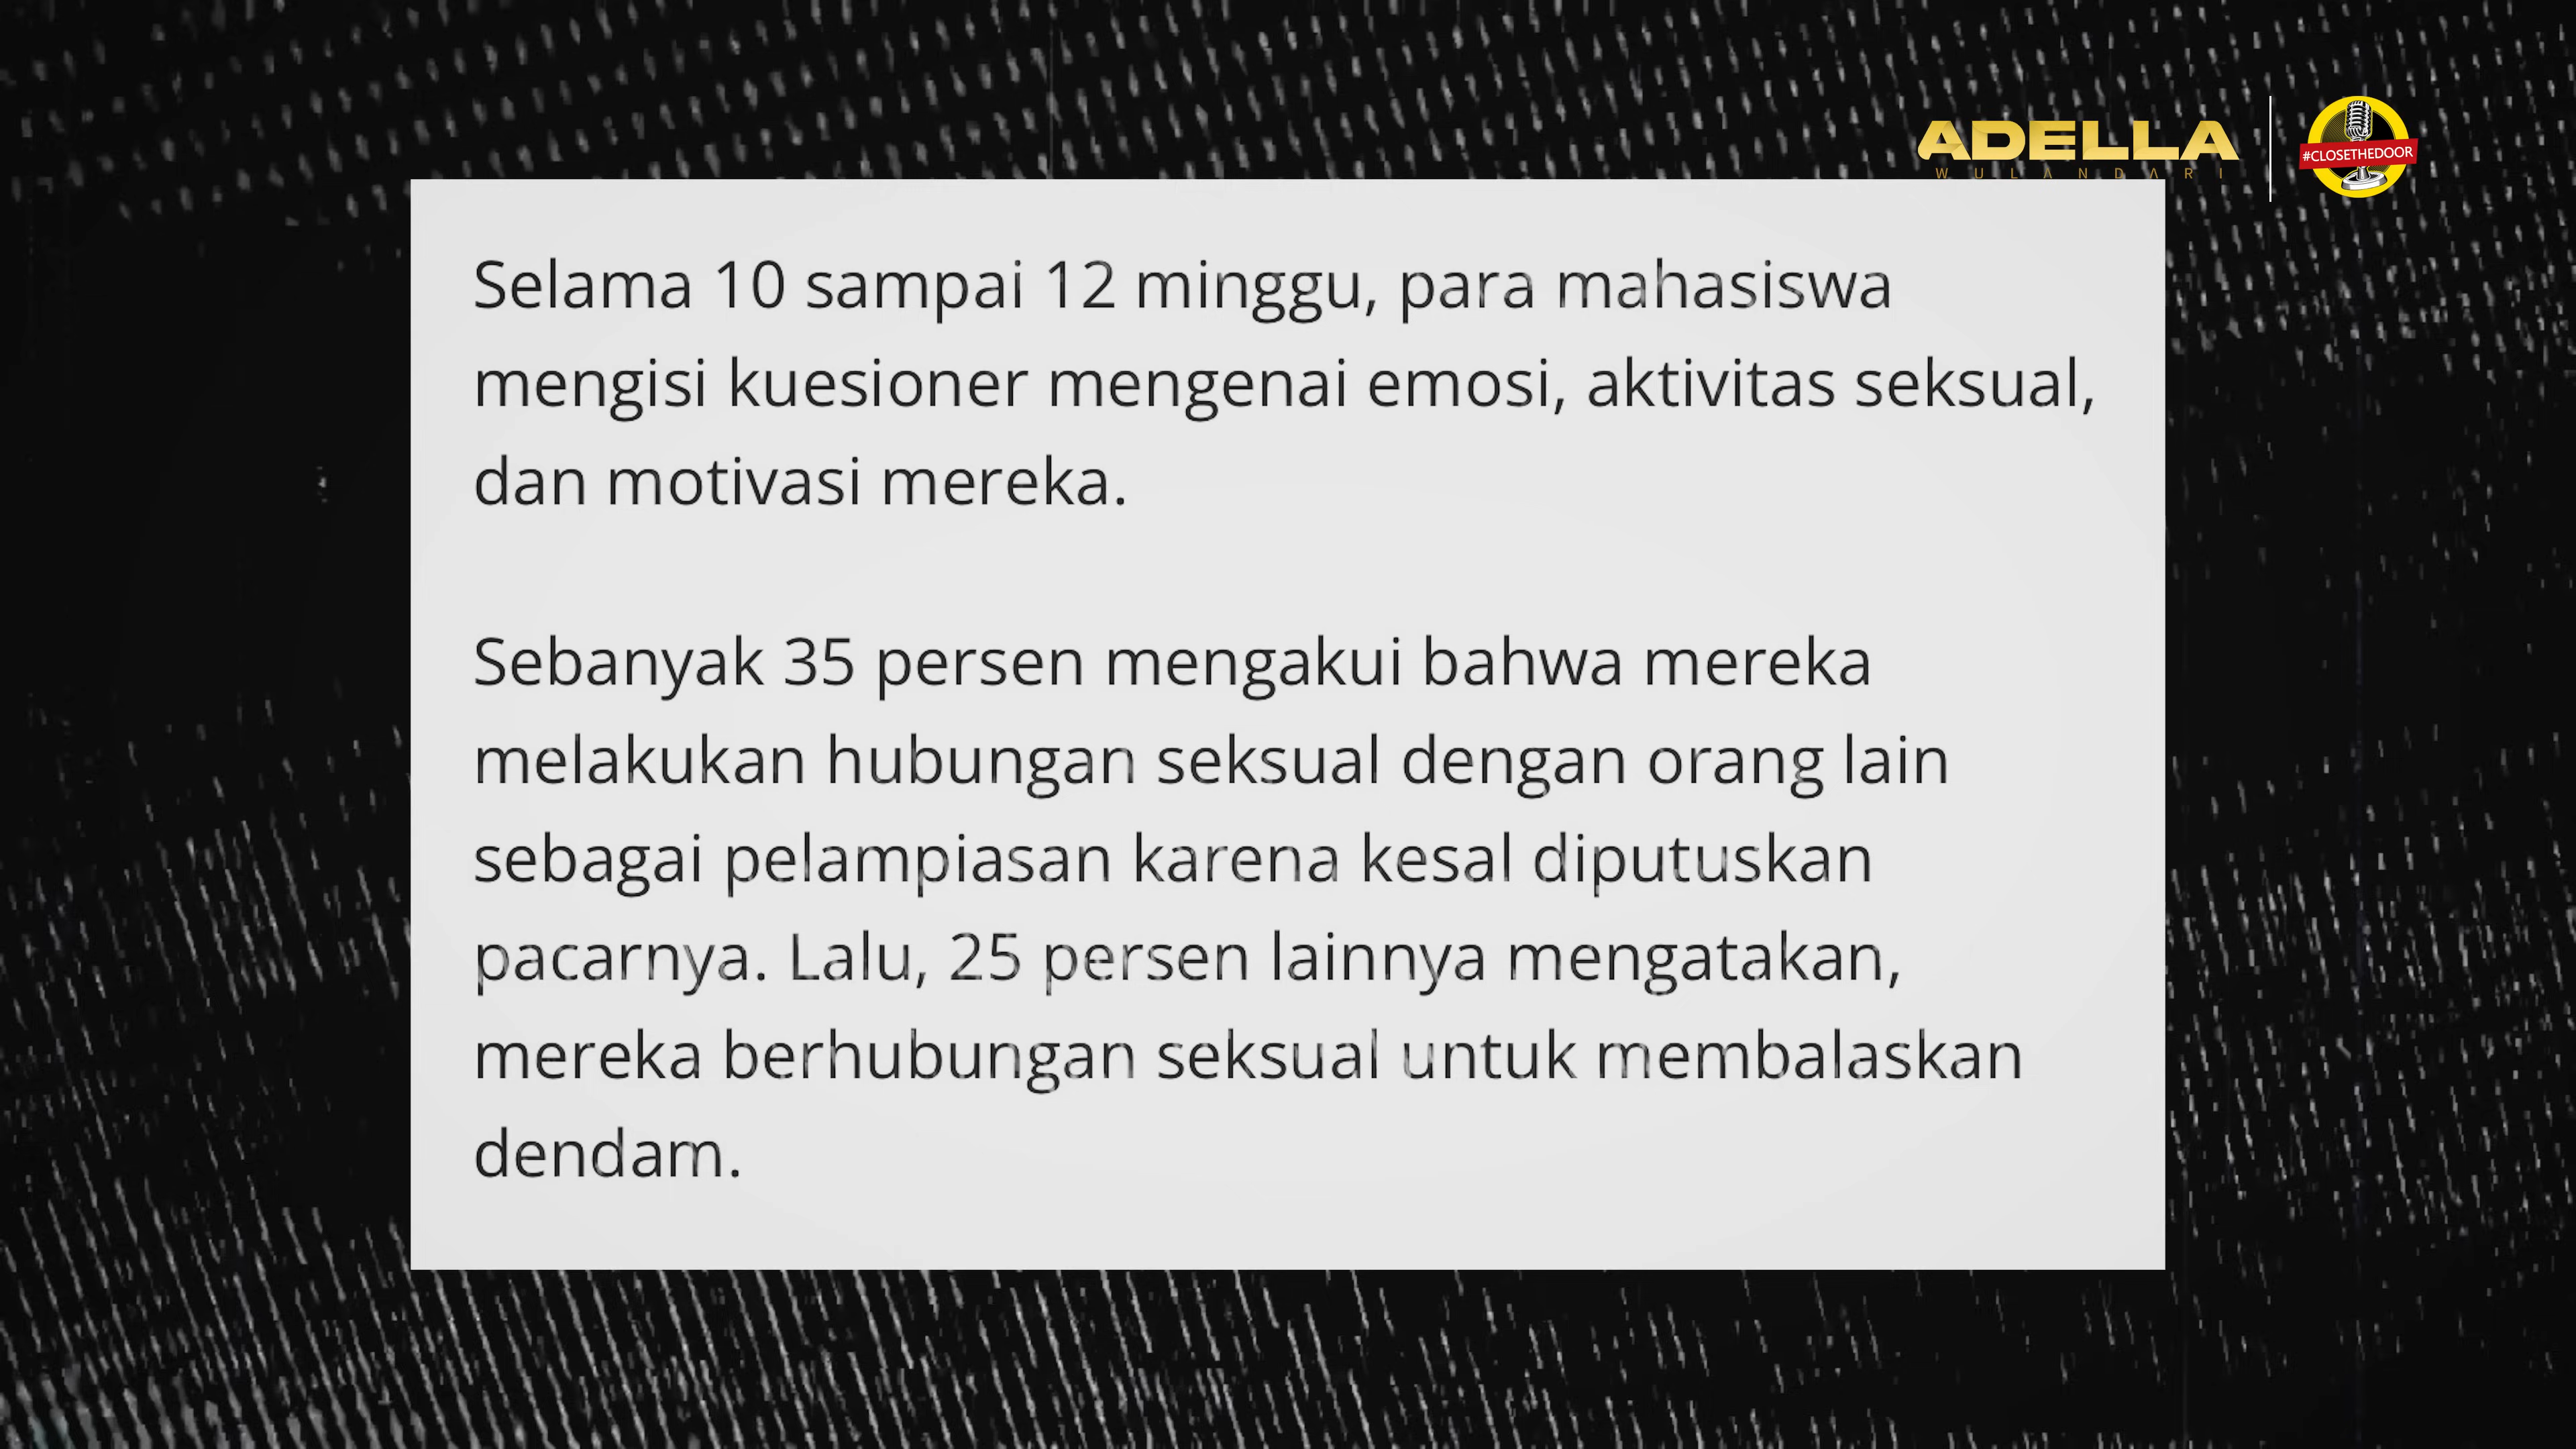 ADELLA
WULANDARI
#CLOSETHEDOOR
Selama 10 sampai 12 minggu, para mahasiswa
mengisi kuesioner mengenai emosi, aktivitas seksual,
dan motivasi mereka.
Sebanyak 35 persen mengakui bahwa mereka
melakukan hubungan seksual dengan orang lain
sebagai pelampiasan karena kesal diputuskan
pacarnya. Lalu, 25 persen lainnya mengatakan,
mereka berhubungan seksual untuk membalaskan
dendam.